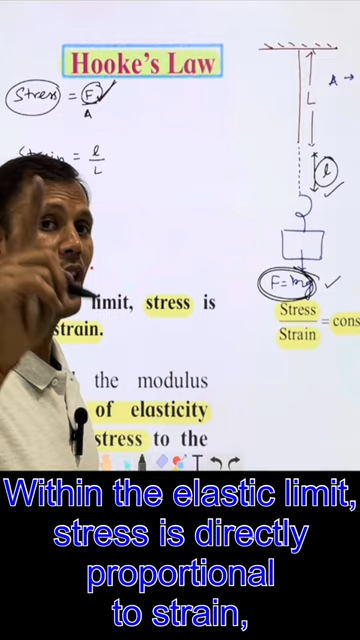 Hooke's Law
Stress = F
A
= l
L
L
A →
l
F = mg
limit, stress is
strain.
Stress
Strain
= cons
the modulus
of elasticity
stress to the
Within the elastic limit,
stress is directly
proportional
to strain,